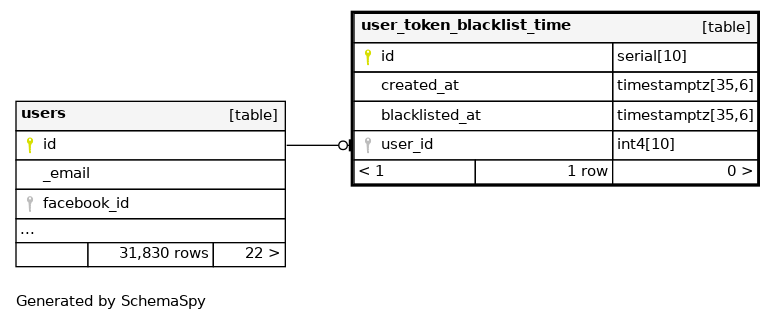 user_token_blacklist_time [table]
id serial[10]
created_at timestamptz[35,6]
blacklisted_at timestamptz[35,6]
user_id int4[10]
< 1 1 row 0 >
users [table]
id
_email
facebook_id
...
31,830 rows 22 >
Generated by SchemaSpy